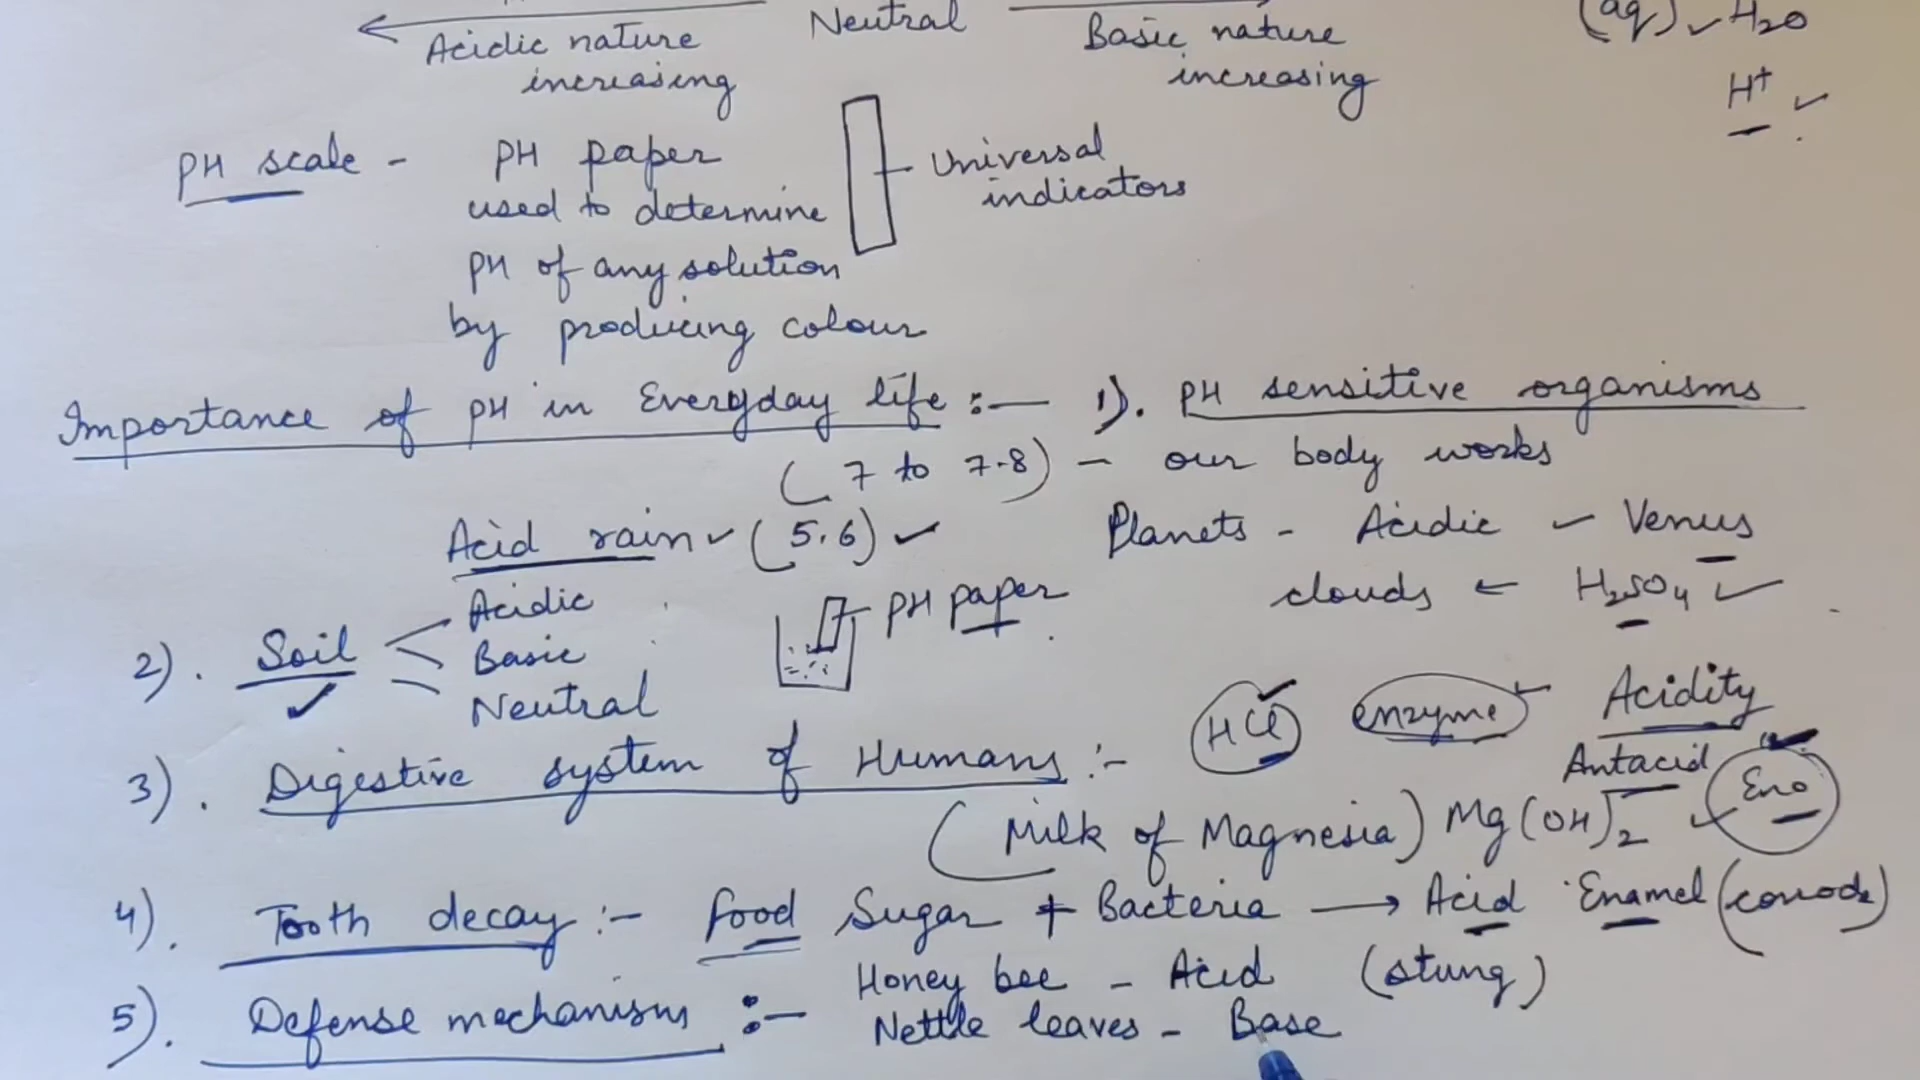 Acidic nature increasing
Neutral
Basic nature increasing
(aq) H2O
H+
PH scale - PH paper
used to determine
PH of any solution
by producing colour
Universal
indicators
Importance of PH in Everyday life :— 1). PH sensitive organisms
(7 to 7.8) - our body works
Acid rain (5.6)
Planets - Acidic - Venus
clouds ← H2SO4
2). Soil
Acidic
Basic
Neutral
PH paper
3). Digestive system of Humans :- HCl enzyme Acidity
Antacid Eno
(Milk of Magnesia) Mg(OH)2
4). Tooth decay :- food Sugar + Bacteria → Acid Enamel
5). Defense mechanism :- Honey bee - Acid (stung)
Nettle leaves - Base